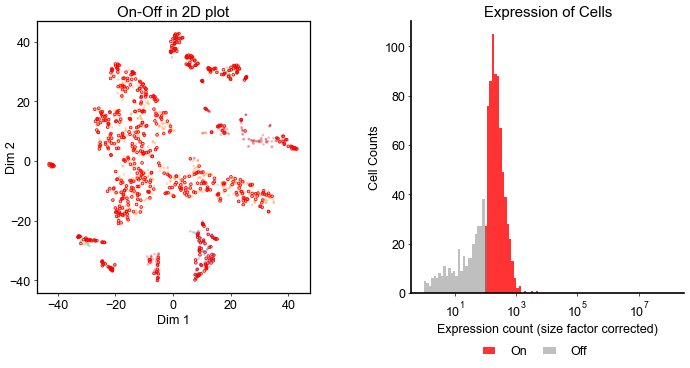 On-Off in 2D plot
Expression of Cells
Dim 2
40
20
0
−20
−40
−40 −20 0 20 40
Dim 1
Cell Counts
100
80
60
40
20
0
10^1 10^3 10^5 10^7
Expression count (size factor corrected)
On Off